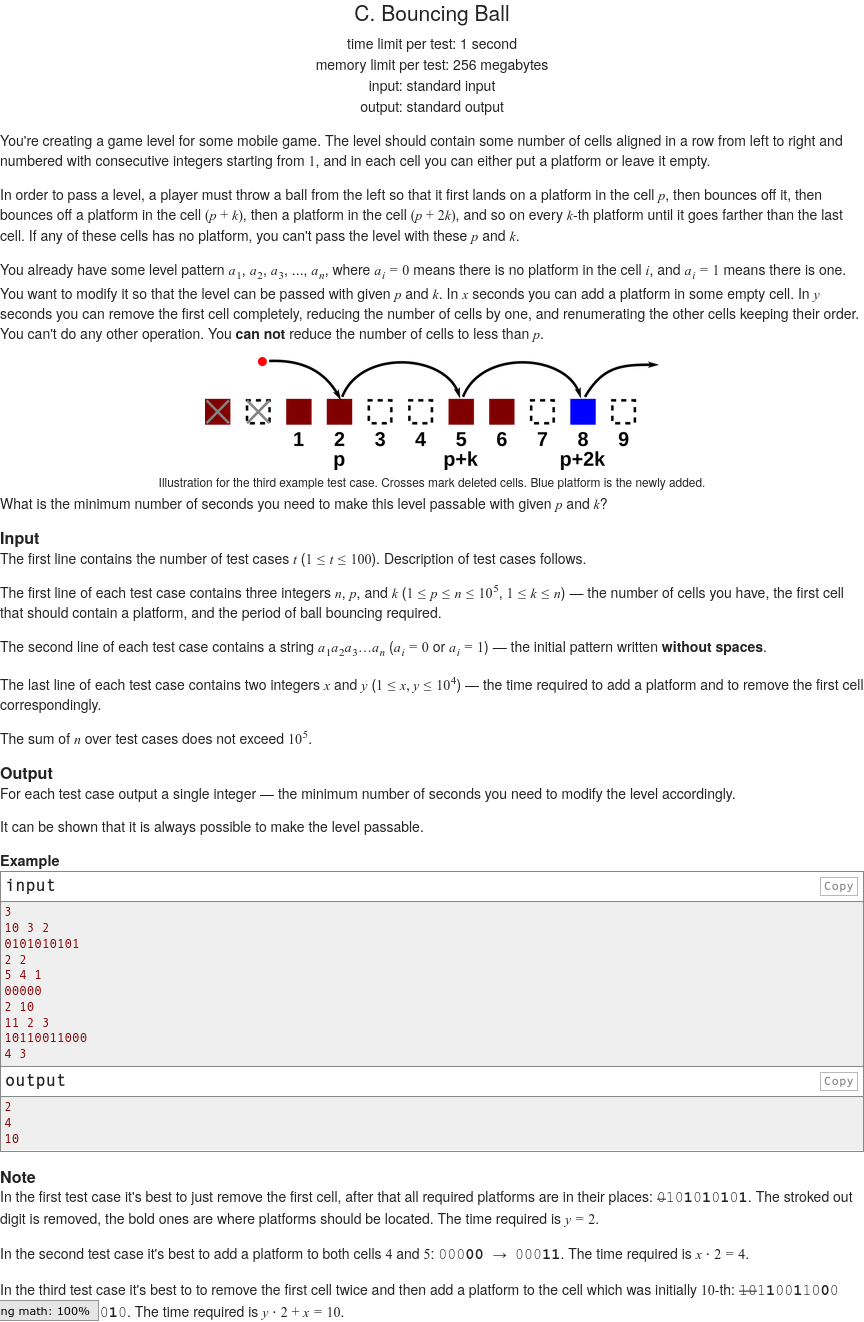 C. Bouncing Ball
time limit per test: 1 second
memory limit per test: 256 megabytes
input: standard input
output: standard output
You're creating a game level for some mobile game. The level should contain some number of cells aligned in a row from left to right and
numbered with consecutive integers starting from 1, and in each cell you can either put a platform or leave it empty.
In order to pass a level, a player must throw a ball from the left so that it first lands on a platform in the cell p, then bounces off it, then
bounces off a platform in the cell (p + k), then a platform in the cell (p + 2k), and so on every k-th platform until it goes farther than the last
cell. If any of these cells has no platform, you can't pass the level with these p and k.
You already have some level pattern a1, a2, a3, ..., an, where ai = 0 means there is no platform in the cell i, and ai = 1 means there is one.
You want to modify it so that the level can be passed with given p and k. In x seconds you can add a platform in some empty cell. In y
seconds you can remove the first cell completely, reducing the number of cells by one, and renumerating the other cells keeping their order.
You can't do any other operation. You can not reduce the number of cells to less than p.
1 2 3 4 5 6 7 8 9
p p+k p+2k
Illustration for the third example test case. Crosses mark deleted cells. Blue platform is the newly added.
What is the minimum number of seconds you need to make this level passable with given p and k?
Input
The first line contains the number of test cases t (1 ≤ t ≤ 100). Description of test cases follows.
The first line of each test case contains three integers n, p, and k (1 ≤ p ≤ n ≤ 10^5, 1 ≤ k ≤ n) — the number of cells you have, the first cell
that should contain a platform, and the period of ball bouncing required.
The second line of each test case contains a string a1a2a3...an (ai = 0 or ai = 1) — the initial pattern written without spaces.
The last line of each test case contains two integers x and y (1 ≤ x, y ≤ 10^4) — the time required to add a platform and to remove the first cell
correspondingly.
The sum of n over test cases does not exceed 10^5.
Output
For each test case output a single integer — the minimum number of seconds you need to modify the level accordingly.
It can be shown that it is always possible to make the level passable.
Example
input Copy
3
10 3 2
0101010101
2 2
5 4 1
00000
2 10
11 2 3
10110011000
4 3
output Copy
2
4
10
Note
In the first test case it's best to just remove the first cell, after that all required platforms are in their places: 0101010101. The stroked out
digit is removed, the bold ones are where platforms should be located. The time required is y = 2.
In the second test case it's best to add a platform to both cells 4 and 5: 00000 → 00011. The time required is x · 2 = 4.
In the third test case it's best to to remove the first cell twice and then add a platform to the cell which was initially 10-th: 10110011000
ng math: 100% 010. The time required is y · 2 + x = 10.